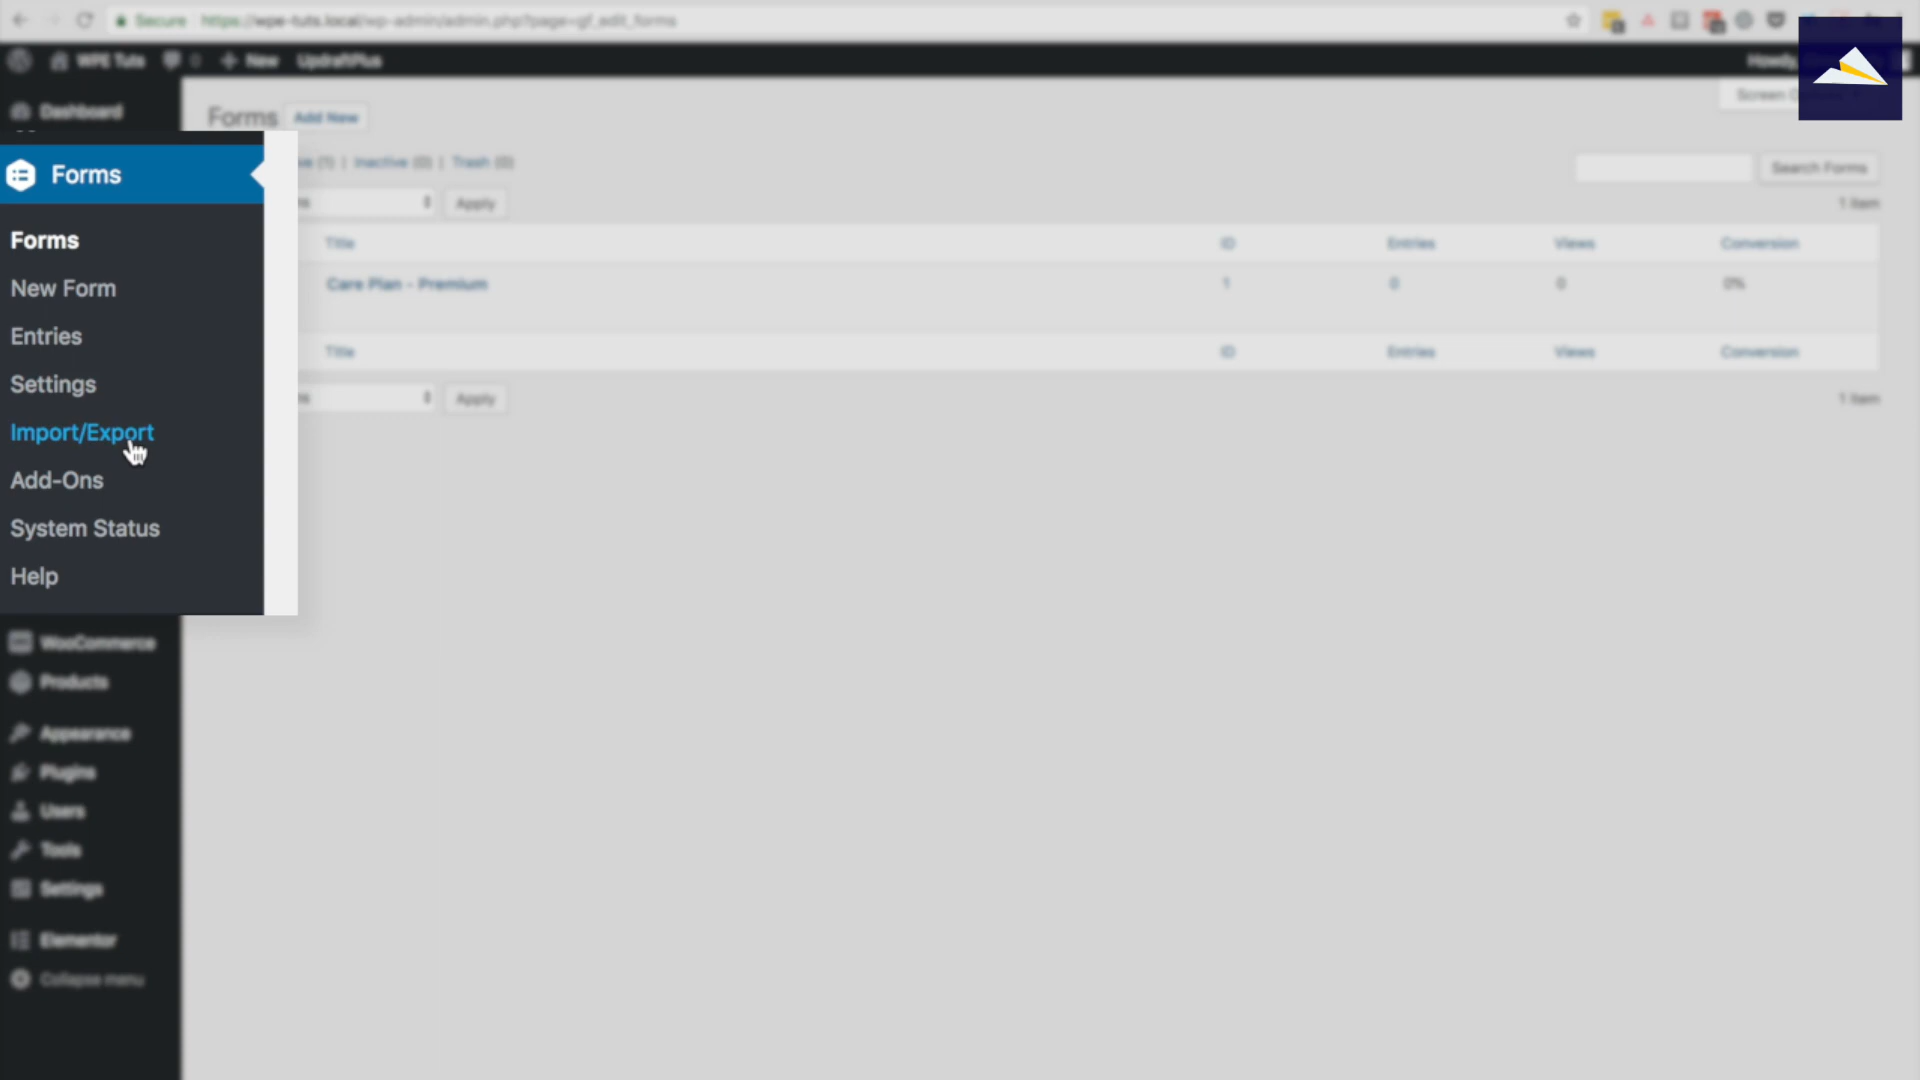 Secure https://wpe-tuts.local/wp-admin/admin.php?page=gf_edit_forms
WPE Tuts 0 New UpdraftPlus Howdy,
Screen
Dashboard
Forms Add New
Forms
(1) | Inactive (0) | Trash (0)
Search Forms
Apply
1 item
Forms
Title ID Entries Views Conversion
New Form
Care Plan - Premium 1 0 0 0%
Entries
Title ID Entries Views Conversion
Settings
Apply
1 item
Import/Export
Add-Ons
System Status
Help
WooCommerce
Products
Appearance
Plugins
Users
Tools
Settings
Elementor
Collapse menu